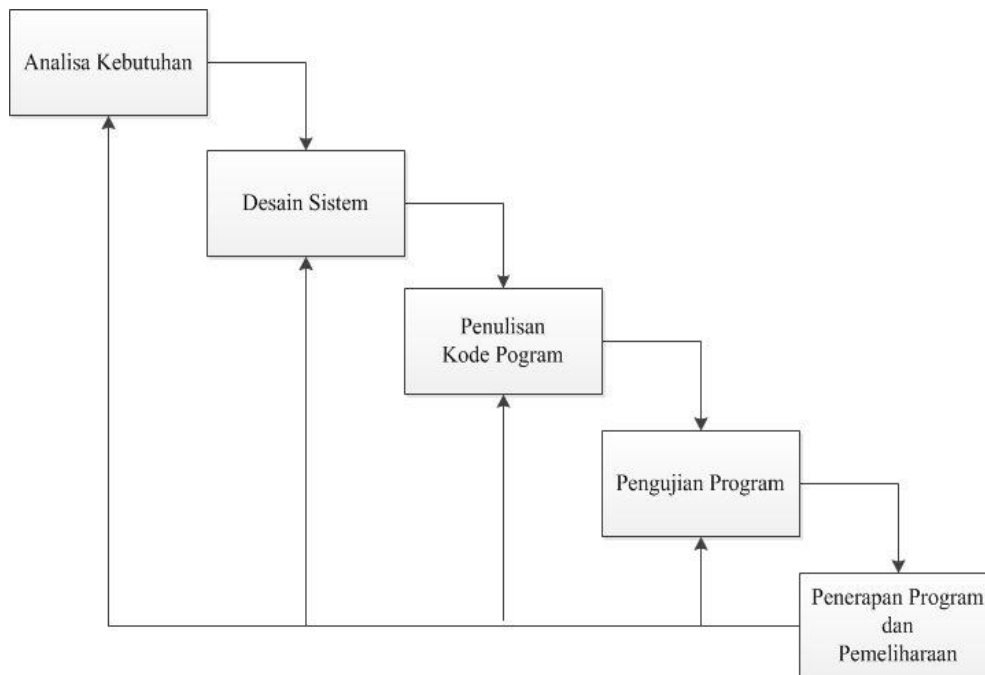 Analisa Kebutuhan
Desain Sistem
Penulisan
Kode Pogram
Pengujian Program
Penerapan Program
dan
Pemeliharaan